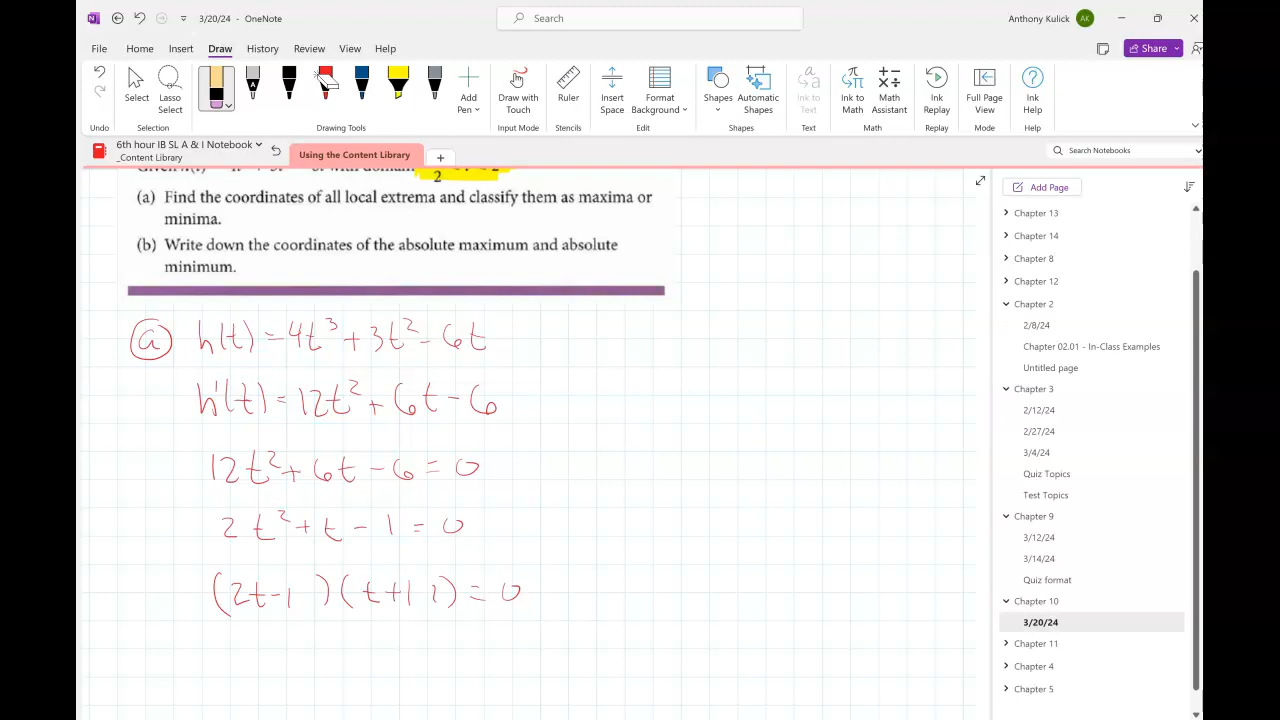 3/20/24 - OneNote
Search
Anthony Kulick
AK
File Home Insert Draw History Review View Help
Share
Select
Lasso Select
Add Pen
Draw with Touch
Ruler
Insert Space
Format Background
Shapes
Automatic Shapes
Ink to Text
Ink to Math
Math Assistant
Ink Replay
Full Page View
Ink Help
Undo
Selection
Drawing Tools
Input Mode
Stencils
Edit
Shapes
Text
Math
Replay
Mode
Help
6th hour IB SL A & I Notebook
_Content Library
Using the Content Library
Search Notebooks
2
(a) Find the coordinates of all local extrema and classify them as maxima or
minima.
(b) Write down the coordinates of the absolute maximum and absolute
minimum.
a h(t) = 4t³ + 3t² - 6t
h'(t) = 12t² + 6t - 6
12t² + 6t - 6 = 0
2t² + t - 1 = 0
(2t - 1 )( t + 1 ) = 0
Add Page
Chapter 13
Chapter 14
Chapter 8
Chapter 12
Chapter 2
2/8/24
Chapter 02.01 - In-Class Examples
Unititled page
Chapter 3
2/12/24
2/27/24
3/4/24
Quiz Topics
Test Topics
Chapter 9
3/12/24
3/14/24
Quiz format
Chapter 10
3/20/24
Chapter 11
Chapter 4
Chapter 5